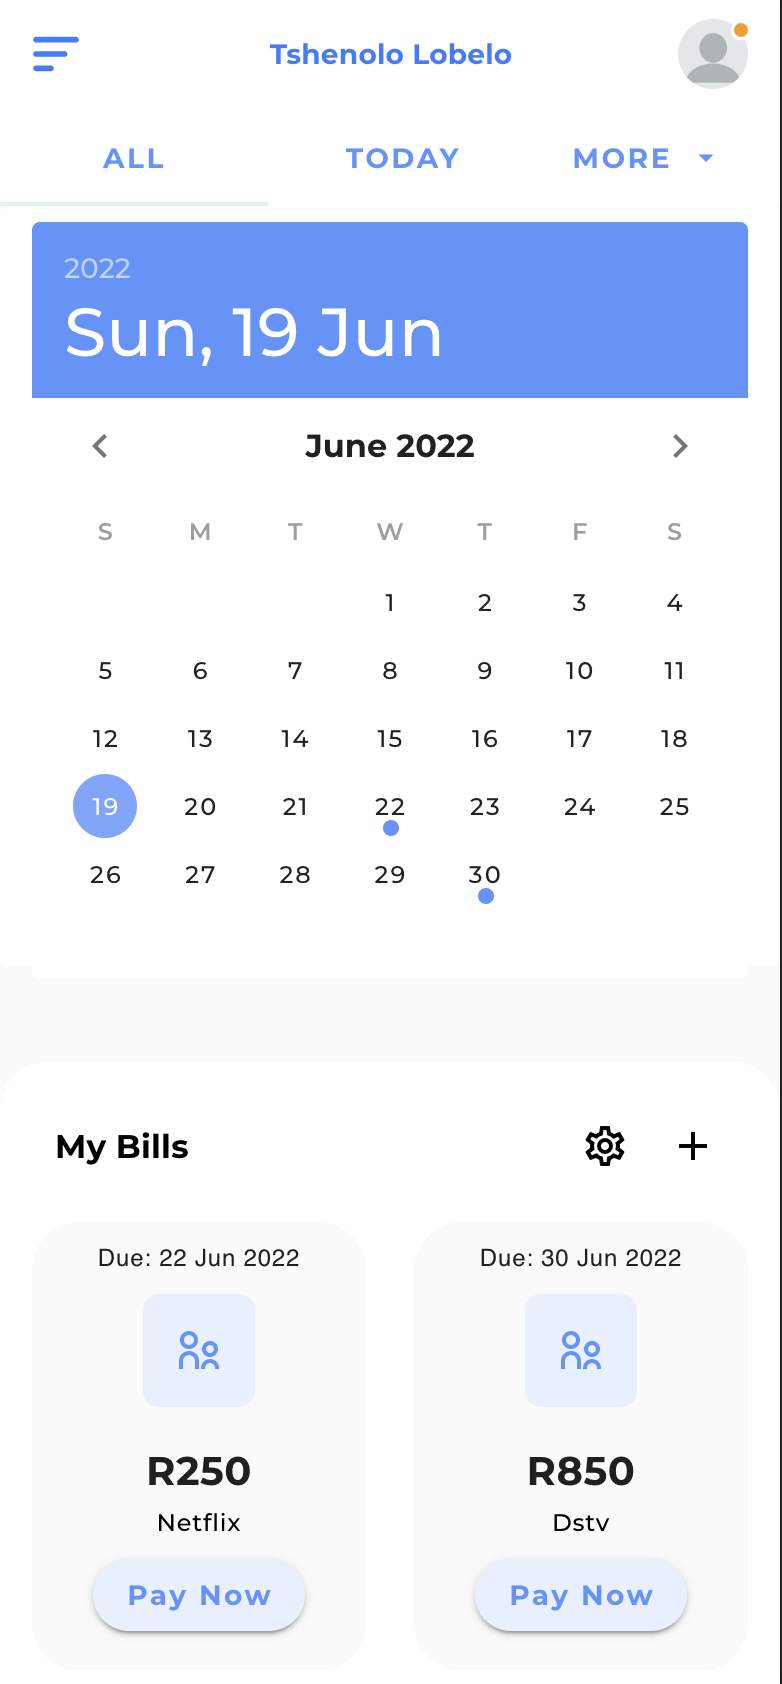 Tshenolo Lobelo
ALL TODAY MORE
2022
Sun, 19 Jun
June 2022
S M T W T F S
1 2 3 4
5 6 7 8 9 10 11
12 13 14 15 16 17 18
19 20 21 22 23 24 25
26 27 28 29 30
My Bills
Due: 22 Jun 2022
R250
Netflix
Pay Now
Due: 30 Jun 2022
R850
Dstv
Pay Now